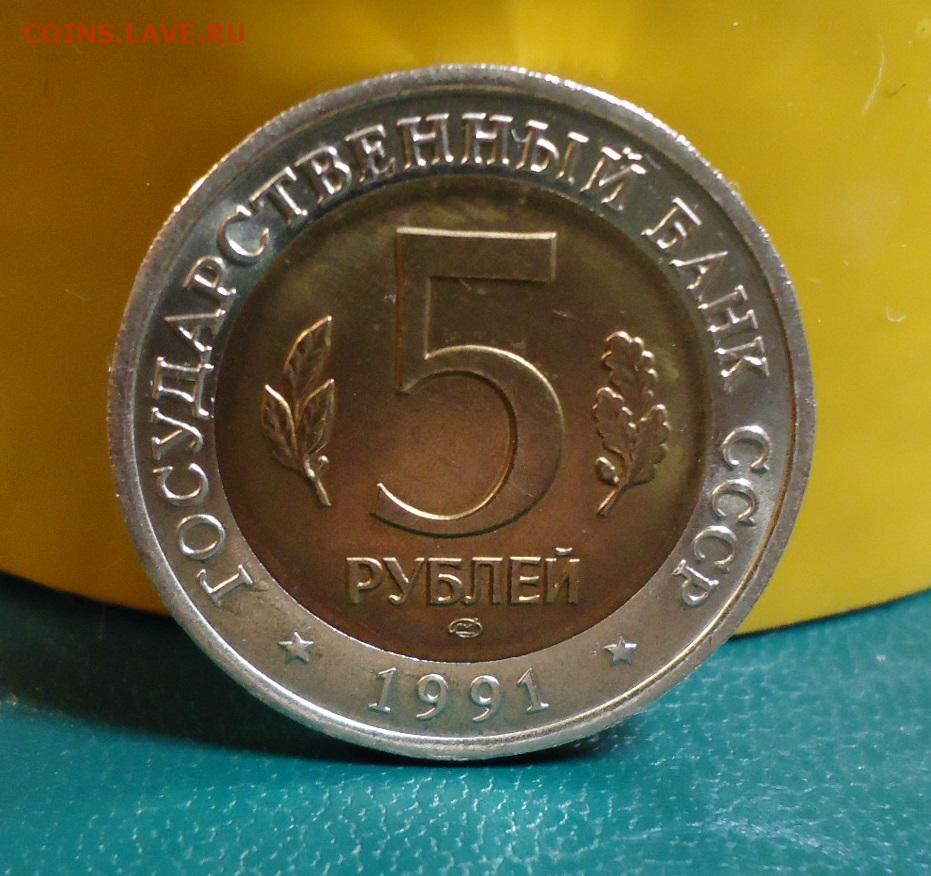 COINS.LAVE.RU
ГОСУДАРСТВЕННЫЙ БАНК СССР
5
РУБЛЕЙ
1991